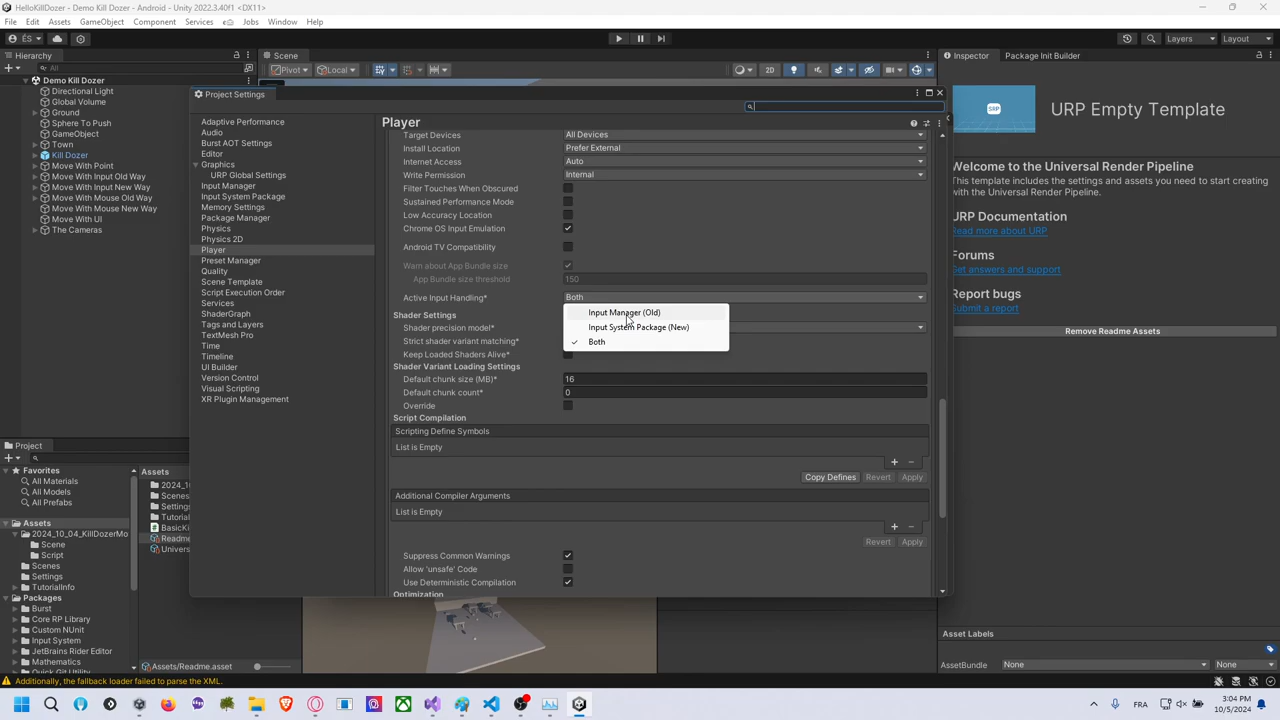 HelloKillDozer - Demo Kill Dozer - Android - Unity 2022.3.40f1 <DX11>
File Edit Assets GameObject Component Services Jobs Window Help
ÉS Layers Layout
Hierarchy Scene Inspector Package Init Builder
All Pivot Local 2D
Demo Kill Dozer
Directional Light
Global Volume
Ground
Sphere To Push
GameObject
Town
Kill Dozer
Move With Point
Move With Input Old Way
Move With Input New Way
Move With Mouse Old Way
Move With Mouse New Way
Move With UI
The Cameras
Project Settings
Adaptive Performance
Audio
Burst AOT Settings
Editor
Graphics
URP Global Settings
Input Manager
Input System Package
Memory Settings
Package Manager
Physics
Physics 2D
Player
Preset Manager
Quality
Scene Template
Script Execution Order
Services
ShaderGraph
Tags and Layers
TextMesh Pro
Time
Timeline
UI Builder
Version Control
Visual Scripting
XR Plugin Management
Player
Target Devices All Devices
Install Location Prefer External
Internet Access Auto
Write Permission Internal
Filter Touches When Obscured
Sustained Performance Mode
Low Accuracy Location
Chrome OS Input Emulation
Android TV Compatibility
Warn about App Bundle size
App Bundle size threshold 150
Active Input Handling* Both
Input Manager (Old)
Input System Package (New)
Both
Shader Settings
Shader precision model*
Strict shader variant matching*
Keep Loaded Shaders Alive*
Shader Variant Loading Settings
Default chunk size (MB)* 16
Default chunk count* 0
Override
Script Compilation
Scripting Define Symbols
List is Empty
Copy Defines Revert Apply
Additional Compiler Arguments
List is Empty
Revert Apply
Suppress Common Warnings
Allow 'unsafe' Code
Use Deterministic Compilation
Optimization
SRP
URP Empty Template
Welcome to the Universal Render Pipeline
This template includes the settings and assets you need to start creating
with the Universal Render Pipeline.
URP Documentation
Read more about URP
Forums
Get answers and support
Report bugs
Submit a report
Remove Readme Assets
Project
Favorites
All Materials
All Models
All Prefabs
Assets
2024_10_04_KillDozerMo
Scene
Script
Scenes
Settings
TutorialInfo
Packages
Burst
Core RP Library
Custom NUnit
Input System
JetBrains Rider Editor
Mathematics
Assets
2024_
Scenes
Settings
Tutorial
BasicKi
Readme
Univers
Assets/Readme.asset
Asset Labels
AssetBundle None None
Additionally, the fallback loader failed to parse the XML.
FRA 3:04 PM
10/5/2024